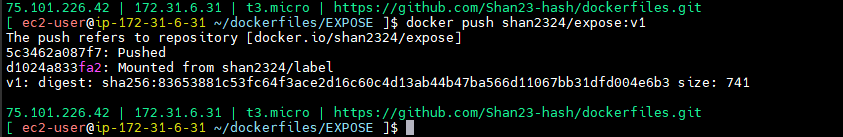 75.101.226.42 | 172.31.6.31 | t3.micro | https://github.com/Shan23-hash/dockerfiles.git
[ ec2-user@ip-172-31-6-31 ~/dockerfiles/EXPOSE ]$ docker push shan2324/expose:v1
The push refers to repository [docker.io/shan2324/expose]
5c3462a087f7: Pushed
d1024a833fa2: Mounted from shan2324/label
v1: digest: sha256:83653881c53fc64f3ace2d16c60c4d13ab44b47ba566d11067bb31dfd004e6b3 size: 741
75.101.226.42 | 172.31.6.31 | t3.micro | https://github.com/Shan23-hash/dockerfiles.git
[ ec2-user@ip-172-31-6-31 ~/dockerfiles/EXPOSE ]$